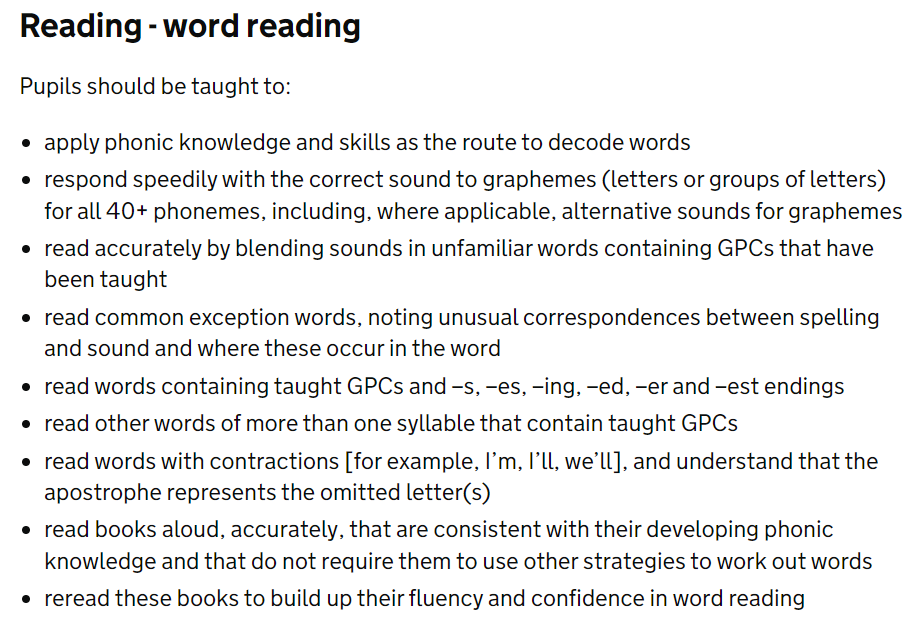 Reading - word reading
Pupils should be taught to:
• apply phonic knowledge and skills as the route to decode words
• respond speedily with the correct sound to graphemes (letters or groups of letters)
for all 40+ phonemes, including, where applicable, alternative sounds for graphemes
• read accurately by blending sounds in unfamiliar words containing GPCs that have
been taught
• read common exception words, noting unusual correspondences between spelling
and sound and where these occur in the word
• read words containing taught GPCs and –s, –es, –ing, –ed, –er and –est endings
• read other words of more than one syllable that contain taught GPCs
• read words with contractions [for example, I’m, I’ll, we’ll], and understand that the
apostrophe represents the omitted letter(s)
• read books aloud, accurately, that are consistent with their developing phonic
knowledge and that do not require them to use other strategies to work out words
• reread these books to build up their fluency and confidence in word reading